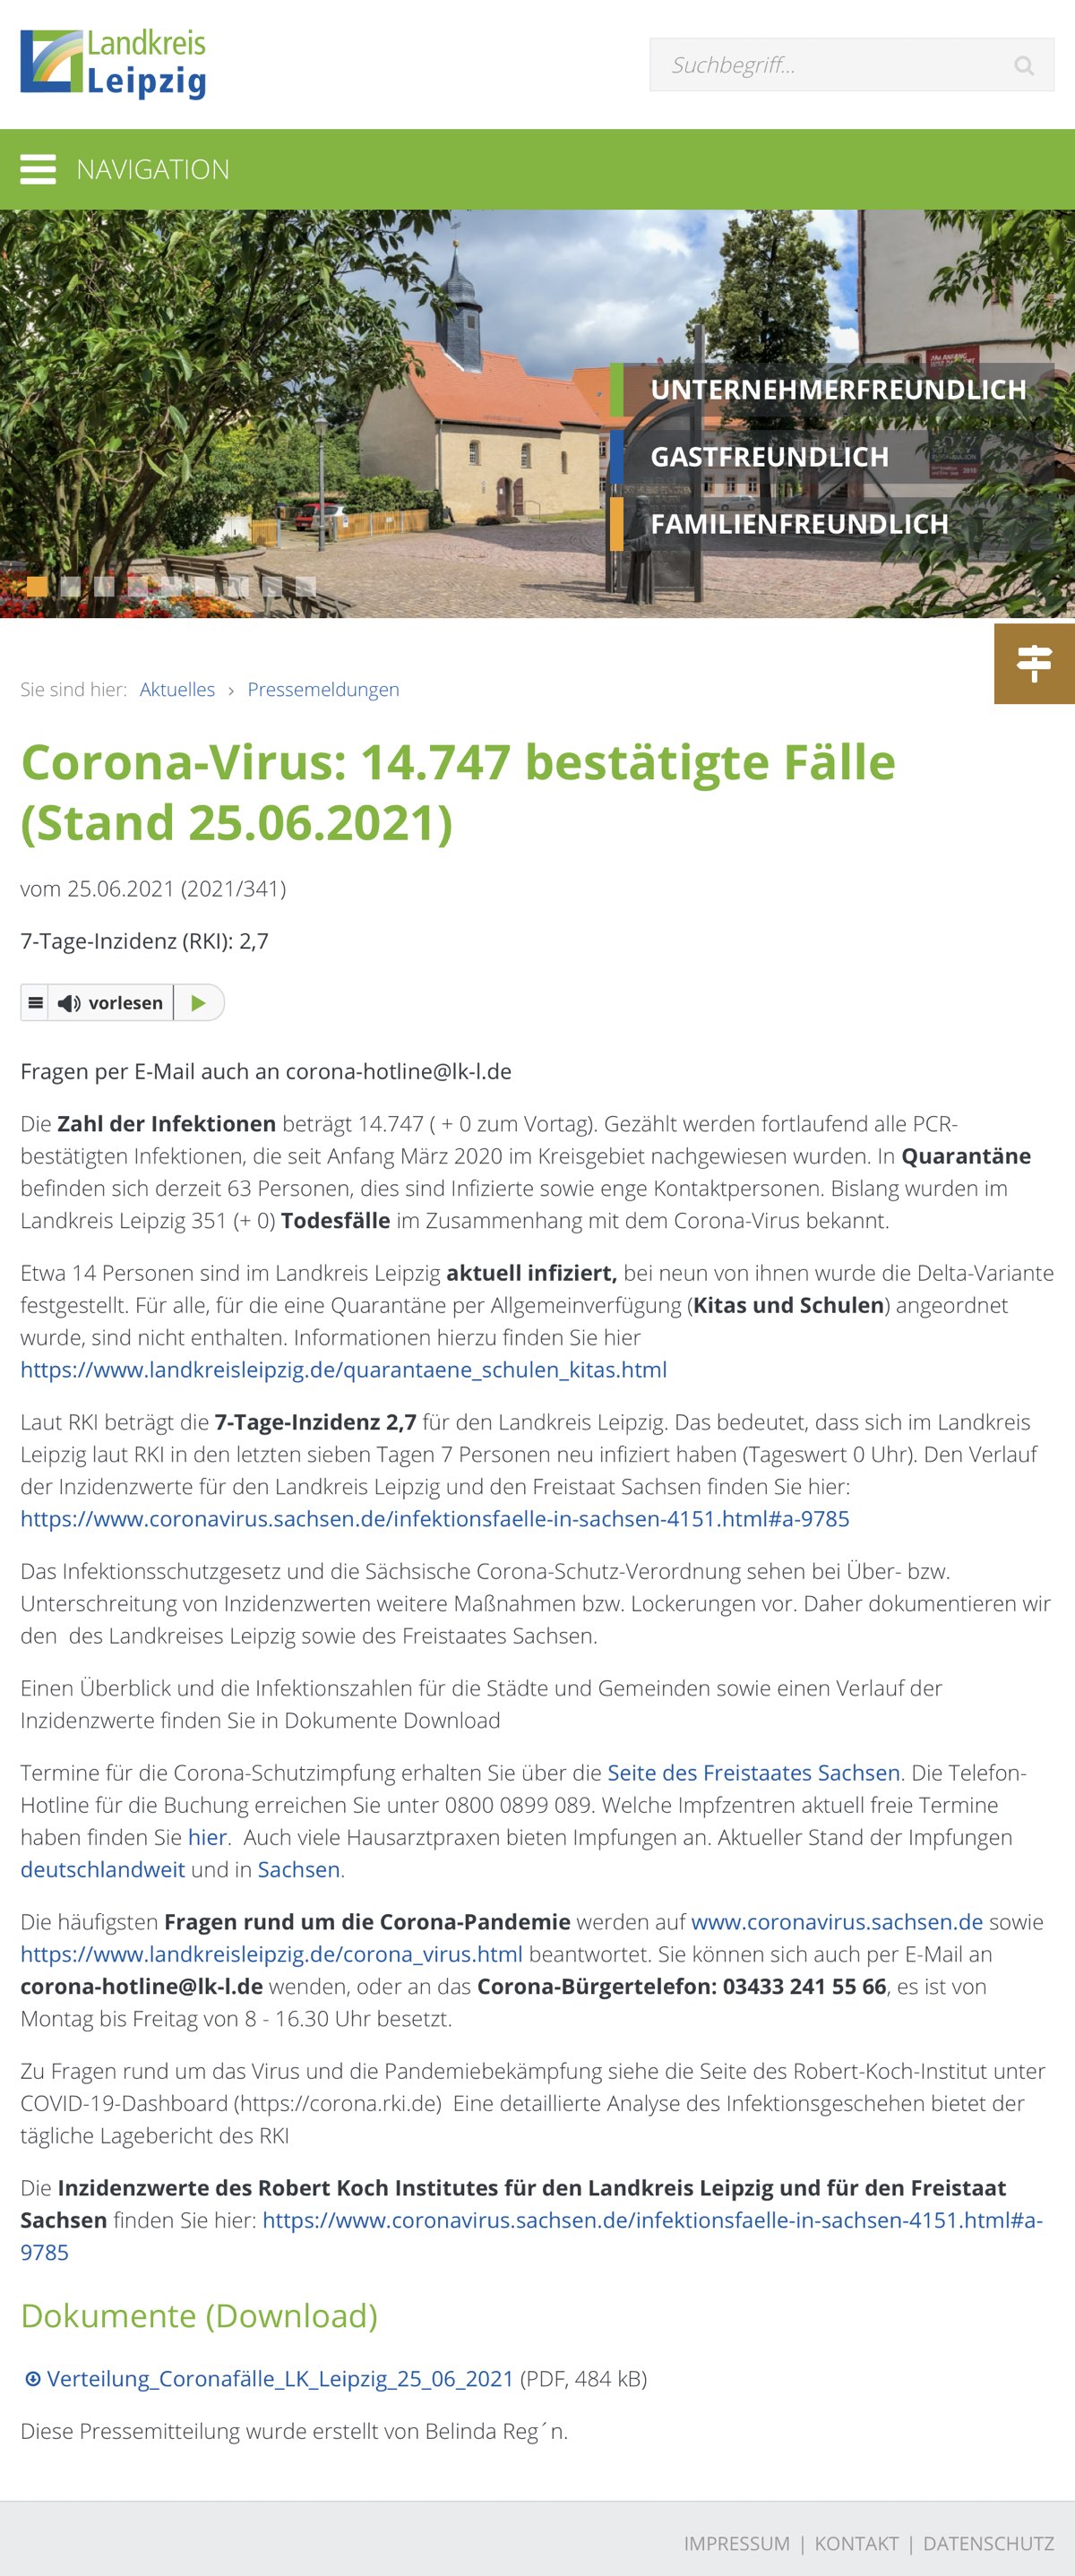 Landkreis
Leipzig
Suchbegriff...
NAVIGATION
UNTERNEHMERFREUNDLICH
GASTFREUNDLICH
FAMILIENFREUNDLICH
Sie sind hier: Aktuelles › Pressemeldungen
Corona-Virus: 14.747 bestätigte Fälle
(Stand 25.06.2021)
vom 25.06.2021 (2021/341)
7-Tage-Inzidenz (RKI): 2,7
vorlesen
Fragen per E-Mail auch an corona-hotline@lk-l.de
Die Zahl der Infektionen beträgt 14.747 ( + 0 zum Vortag). Gezählt werden fortlaufend alle PCR-
bestätigten Infektionen, die seit Anfang März 2020 im Kreisgebiet nachgewiesen wurden. In Quarantäne
befinden sich derzeit 63 Personen, dies sind Infizierte sowie enge Kontaktpersonen. Bislang wurden im
Landkreis Leipzig 351 (+ 0) Todesfälle im Zusammenhang mit dem Corona-Virus bekannt.
Etwa 14 Personen sind im Landkreis Leipzig aktuell infiziert, bei neun von ihnen wurde die Delta-Variante
festgestellt. Für alle, für die eine Quarantäne per Allgemeinverfügung (Kitas und Schulen) angeordnet
wurde, sind nicht enthalten. Informationen hierzu finden Sie hier
https://www.landkreisleipzig.de/quarantaene_schulen_kitas.html
Laut RKI beträgt die 7-Tage-Inzidenz 2,7 für den Landkreis Leipzig. Das bedeutet, dass sich im Landkreis
Leipzig laut RKI in den letzten sieben Tagen 7 Personen neu infiziert haben (Tageswert 0 Uhr). Den Verlauf
der Inzidenzwerte für den Landkreis Leipzig und den Freistaat Sachsen finden Sie hier:
https://www.coronavirus.sachsen.de/infektionsfaelle-in-sachsen-4151.html#a-9785
Das Infektionsschutzgesetz und die Sächsische Corona-Schutz-Verordnung sehen bei Über- bzw.
Unterschreitung von Inzidenzwerten weitere Maßnahmen bzw. Lockerungen vor. Daher dokumentieren wir
den  des Landkreises Leipzig sowie des Freistaates Sachsen.
Einen Überblick und die Infektionszahlen für die Städte und Gemeinden sowie einen Verlauf der
Inzidenzwerte finden Sie in Dokumente Download
Termine für die Corona-Schutzimpfung erhalten Sie über die Seite des Freistaates Sachsen. Die Telefon-
Hotline für die Buchung erreichen Sie unter 0800 0899 089. Welche Impfzentren aktuell freie Termine
haben finden Sie hier.  Auch viele Hausarztpraxen bieten Impfungen an. Aktueller Stand der Impfungen
deutschlandweit und in Sachsen.
Die häufigsten Fragen rund um die Corona-Pandemie werden auf www.coronavirus.sachsen.de sowie
https://www.landkreisleipzig.de/corona_virus.html beantwortet. Sie können sich auch per E-Mail an
corona-hotline@lk-l.de wenden, oder an das Corona-Bürgertelefon: 03433 241 55 66, es ist von
Montag bis Freitag von 8 - 16.30 Uhr besetzt.
Zu Fragen rund um das Virus und die Pandemiebekämpfung siehe die Seite des Robert-Koch-Institut unter
COVID-19-Dashboard (https://corona.rki.de)  Eine detaillierte Analyse des Infektionsgeschehen bietet der
tägliche Lagebericht des RKI
Die Inzidenzwerte des Robert Koch Institutes für den Landkreis Leipzig und für den Freistaat
Sachsen finden Sie hier: https://www.coronavirus.sachsen.de/infektionsfaelle-in-sachsen-4151.html#a-
9785
Dokumente (Download)
Verteilung_Coronafälle_LK_Leipzig_25_06_2021 (PDF, 484 kB)
Diese Pressemitteilung wurde erstellt von Belinda Reg´n.
IMPRESSUM | KONTAKT | DATENSCHUTZ